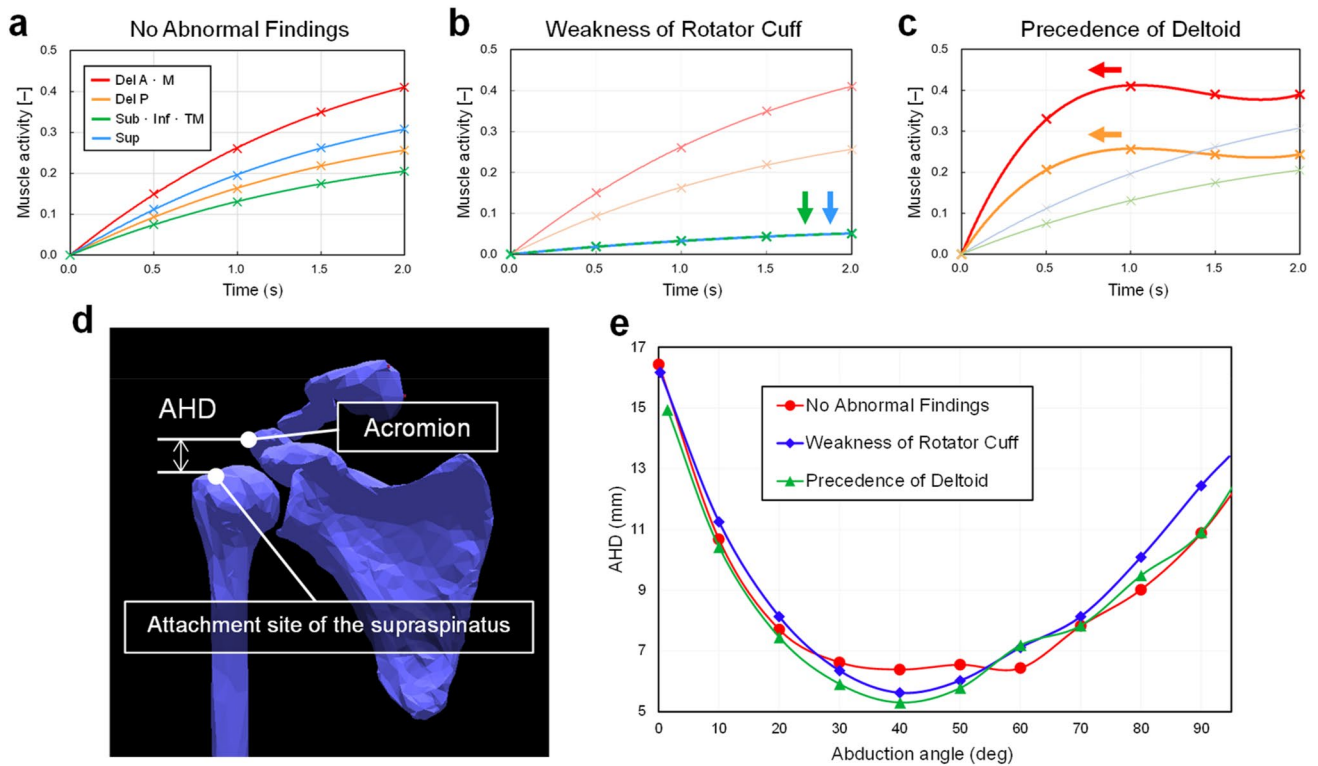 a
No Abnormal Findings
Muscle activity [–]
0.5
0.4
0.3
0.2
0.1
0.0
Del A · M
Del P
Sub · Inf · TM
Sup
0.0 0.5 1.0 1.5 2.0
Time (s)
b
Weakness of Rotator Cuff
Muscle activity [–]
0.5
0.4
0.3
0.2
0.1
0.0
0.0 0.5 1.0 1.5 2.0
Time (s)
c
Precedence of Deltoid
Muscle activity [–]
0.5
0.4
0.3
0.2
0.1
0.0
0.0 0.5 1.0 1.5 2.0
Time (s)
d
AHD
Acromion
Attachment site of the supraspinatus
e
AHD (mm)
17
15
13
11
9
7
5
No Abnormal Findings
Weakness of Rotator Cuff
Precedence of Deltoid
0 10 20 30 40 50 60 70 80 90
Abduction angle (deg)